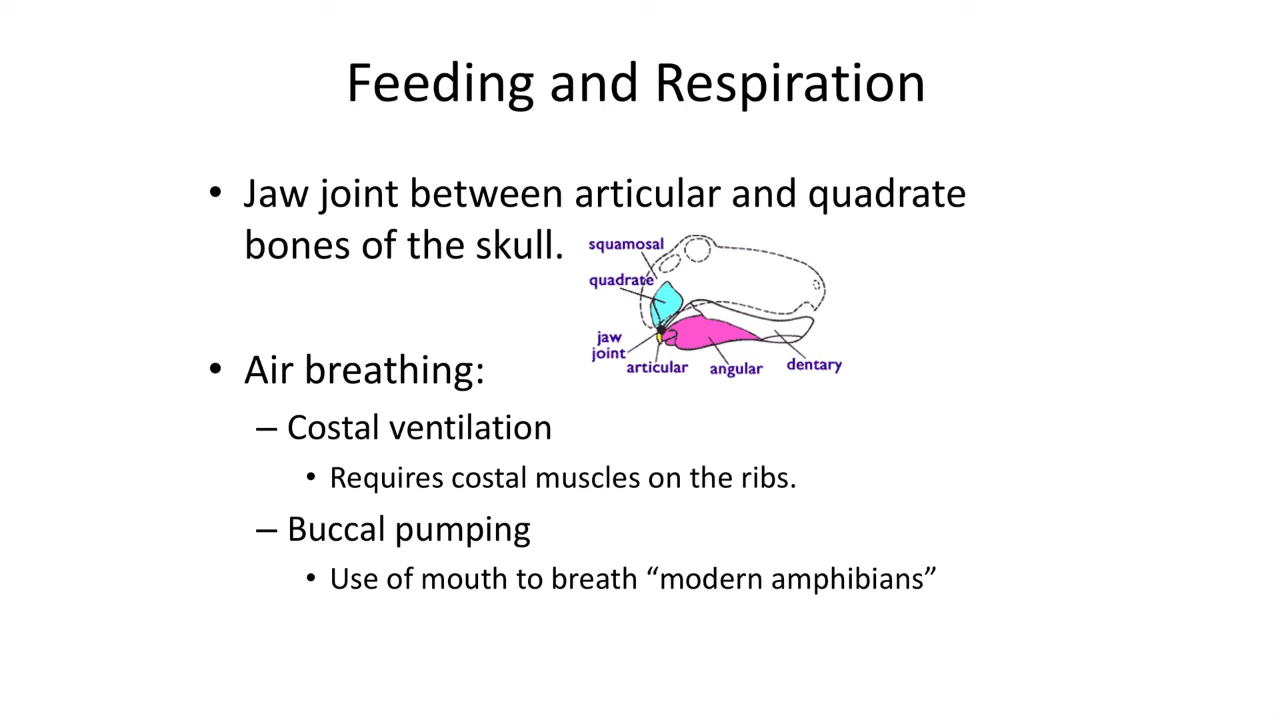 Feeding and Respiration
• Jaw joint between articular and quadrate
bones of the skull.
squamosal
quadrate
jaw
joint
articular
angular
dentary
• Air breathing:
– Costal ventilation
• Requires costal muscles on the ribs.
– Buccal pumping
• Use of mouth to breath “modern amphibians”